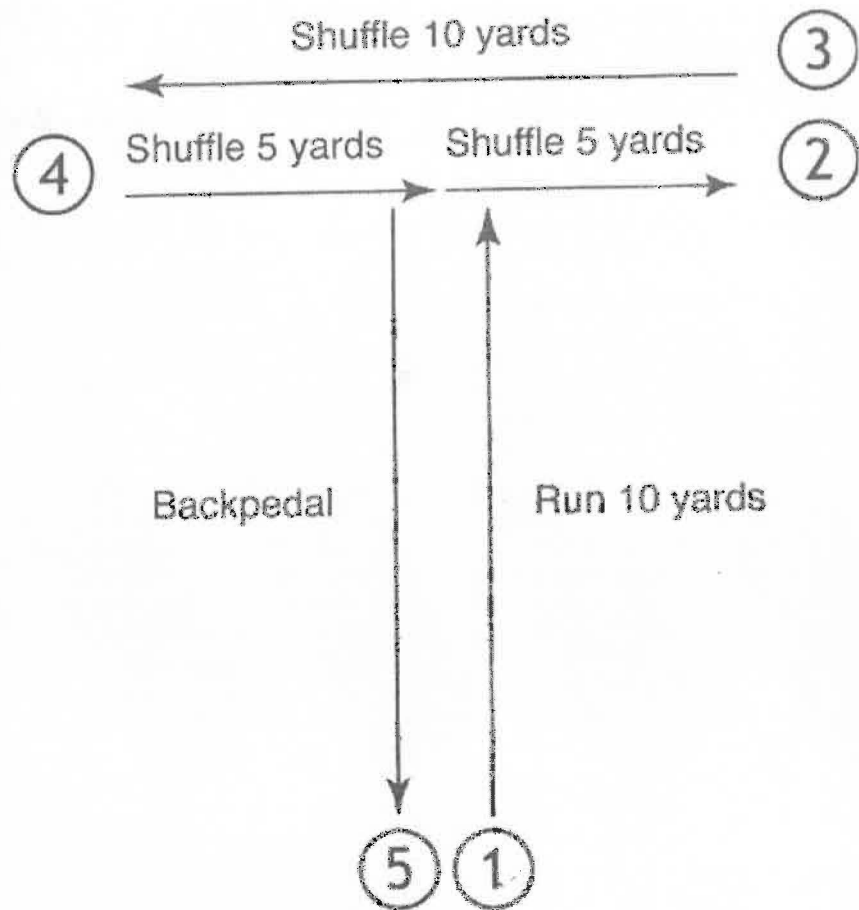 Shuffle 10 yards
3
4
Shuffle 5 yards
Shuffle 5 yards
2
Backpedal
Run 10 yards
5
1